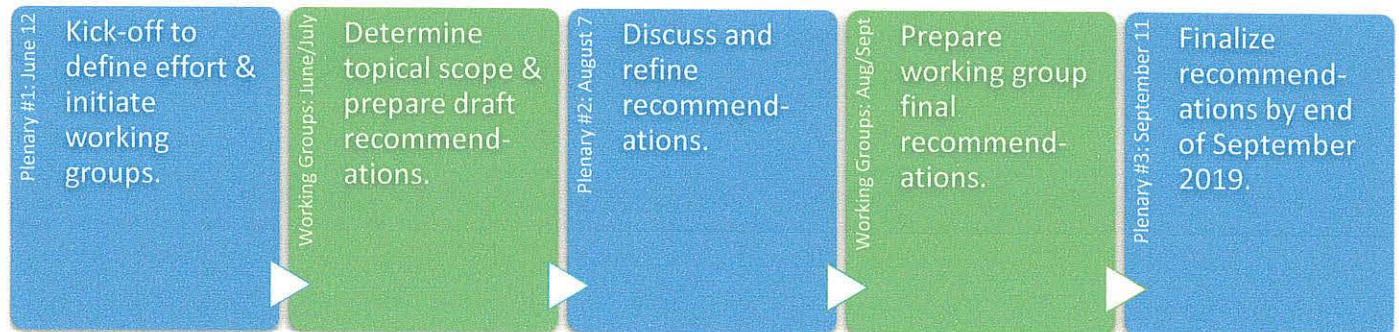 Plenary #1: June 12
Kick-off to
define effort &
initiate
working
groups.
Working Groups: June/July
Determine
topical scope &
prepare draft
recommend-
ations.
Plenary #2: August 7
Discuss and
refine
recommend-
ations.
Working Groups: Aug/Sept
Prepare
working group
final
recommend-
ations.
Plenary #3: September 11
Finalize
recommend-
ations by end
of September
2019.